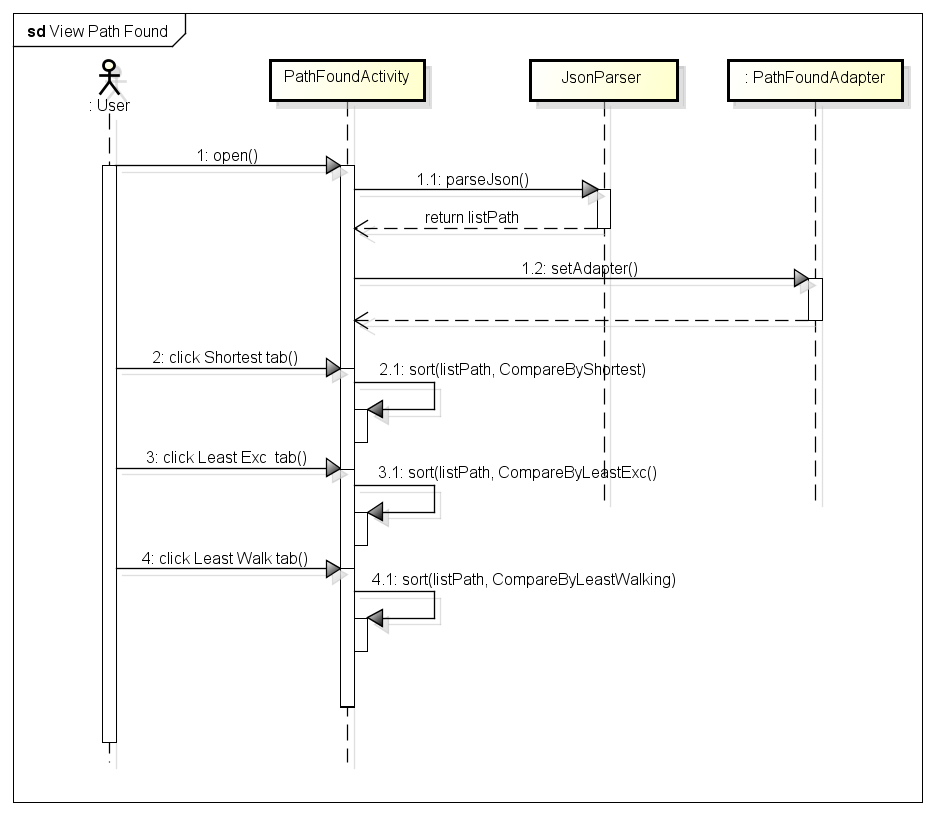 sd View Path Found
: User
PathFoundActivity
JsonParser
: PathFoundAdapter
1: open()
1.1: parseJson()
return listPath
1.2: setAdapter()
2: click Shortest tab()
2.1: sort(listPath, CompareByShortest)
3: click Least Exc  tab()
3.1: sort(listPath, CompareByLeastExc()
4: click Least Walk tab()
4.1: sort(listPath, CompareByLeastWalking)